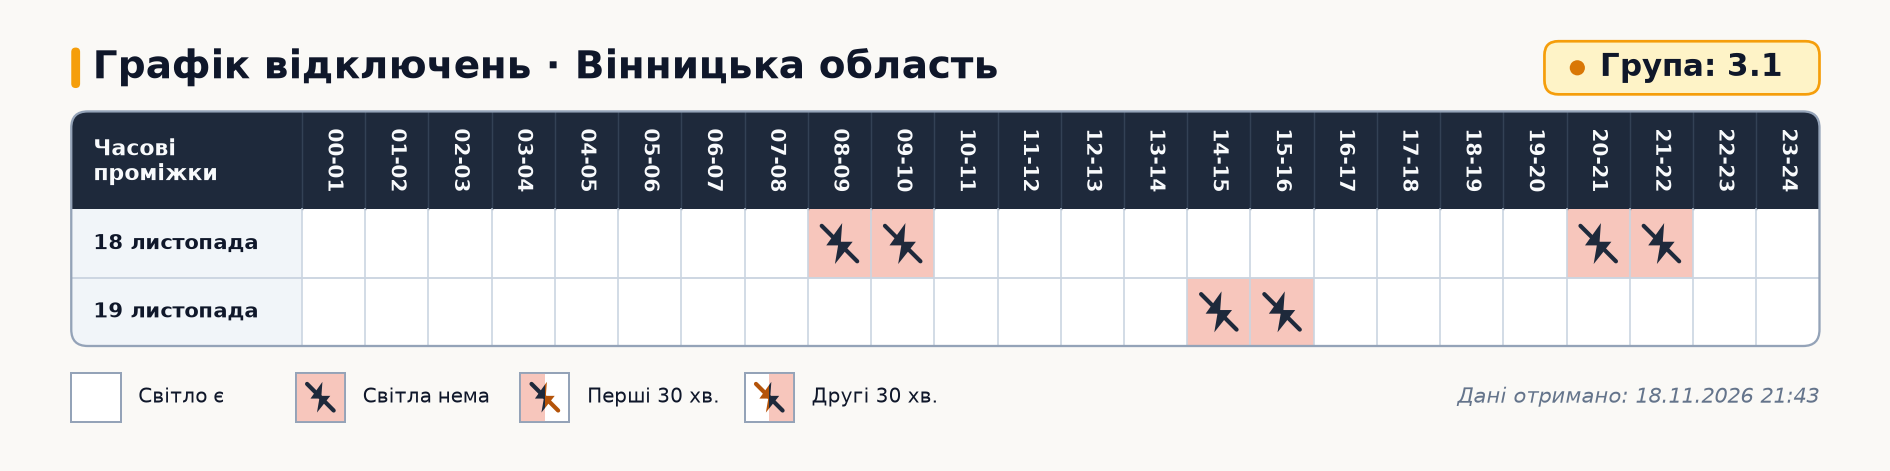 Графік відключень · Вінницька область
Група: 3.1
Часові
проміжки
00-01 01-02 02-03 03-04 04-05 05-06 06-07 07-08 08-09 09-10 10-11 11-12 12-13 13-14 14-15 15-16 16-17 17-18 18-19 19-20 20-21 21-22 22-23 23-24
18 листопада
19 листопада
Світло є
Світла нема
Перші 30 хв.
Другі 30 хв.
Дані отримано: 18.11.2026 21:43